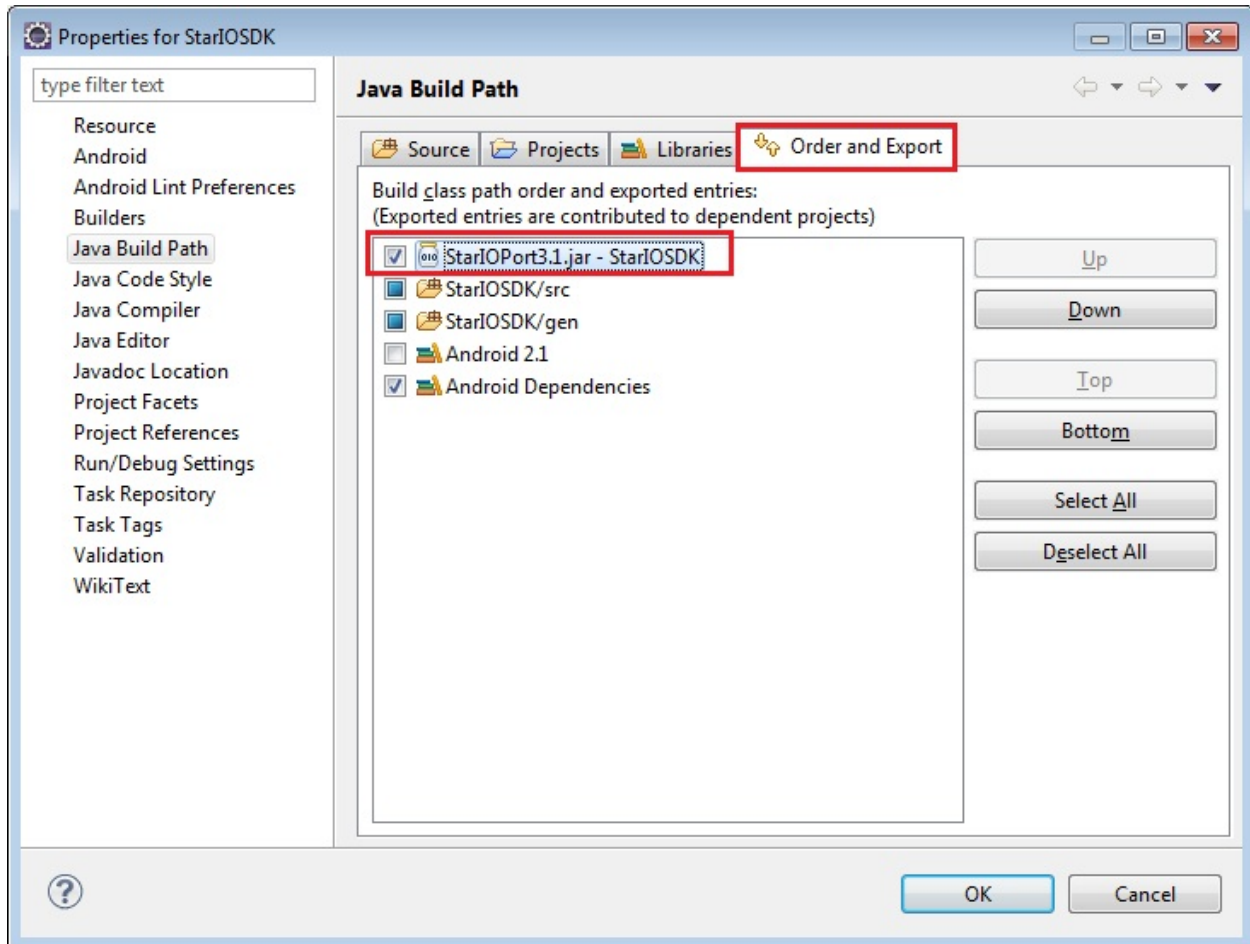 Properties for StarIOSDK
type filter text
Resource
Android
Android Lint Preferences
Builders
Java Build Path
Java Code Style
Java Compiler
Java Editor
Javadoc Location
Project Facets
Project References
Run/Debug Settings
Task Repository
Task Tags
Validation
WikiText
Java Build Path
Source Projects Libraries Order and Export
Build class path order and exported entries:
(Exported entries are contributed to dependent projects)
StarIOPort3.1.jar - StarIOSDK
StarIOSDK/src
StarIOSDK/gen
Android 2.1
Android Dependencies
Up
Down
Top
Bottom
Select All
Deselect All
OK Cancel